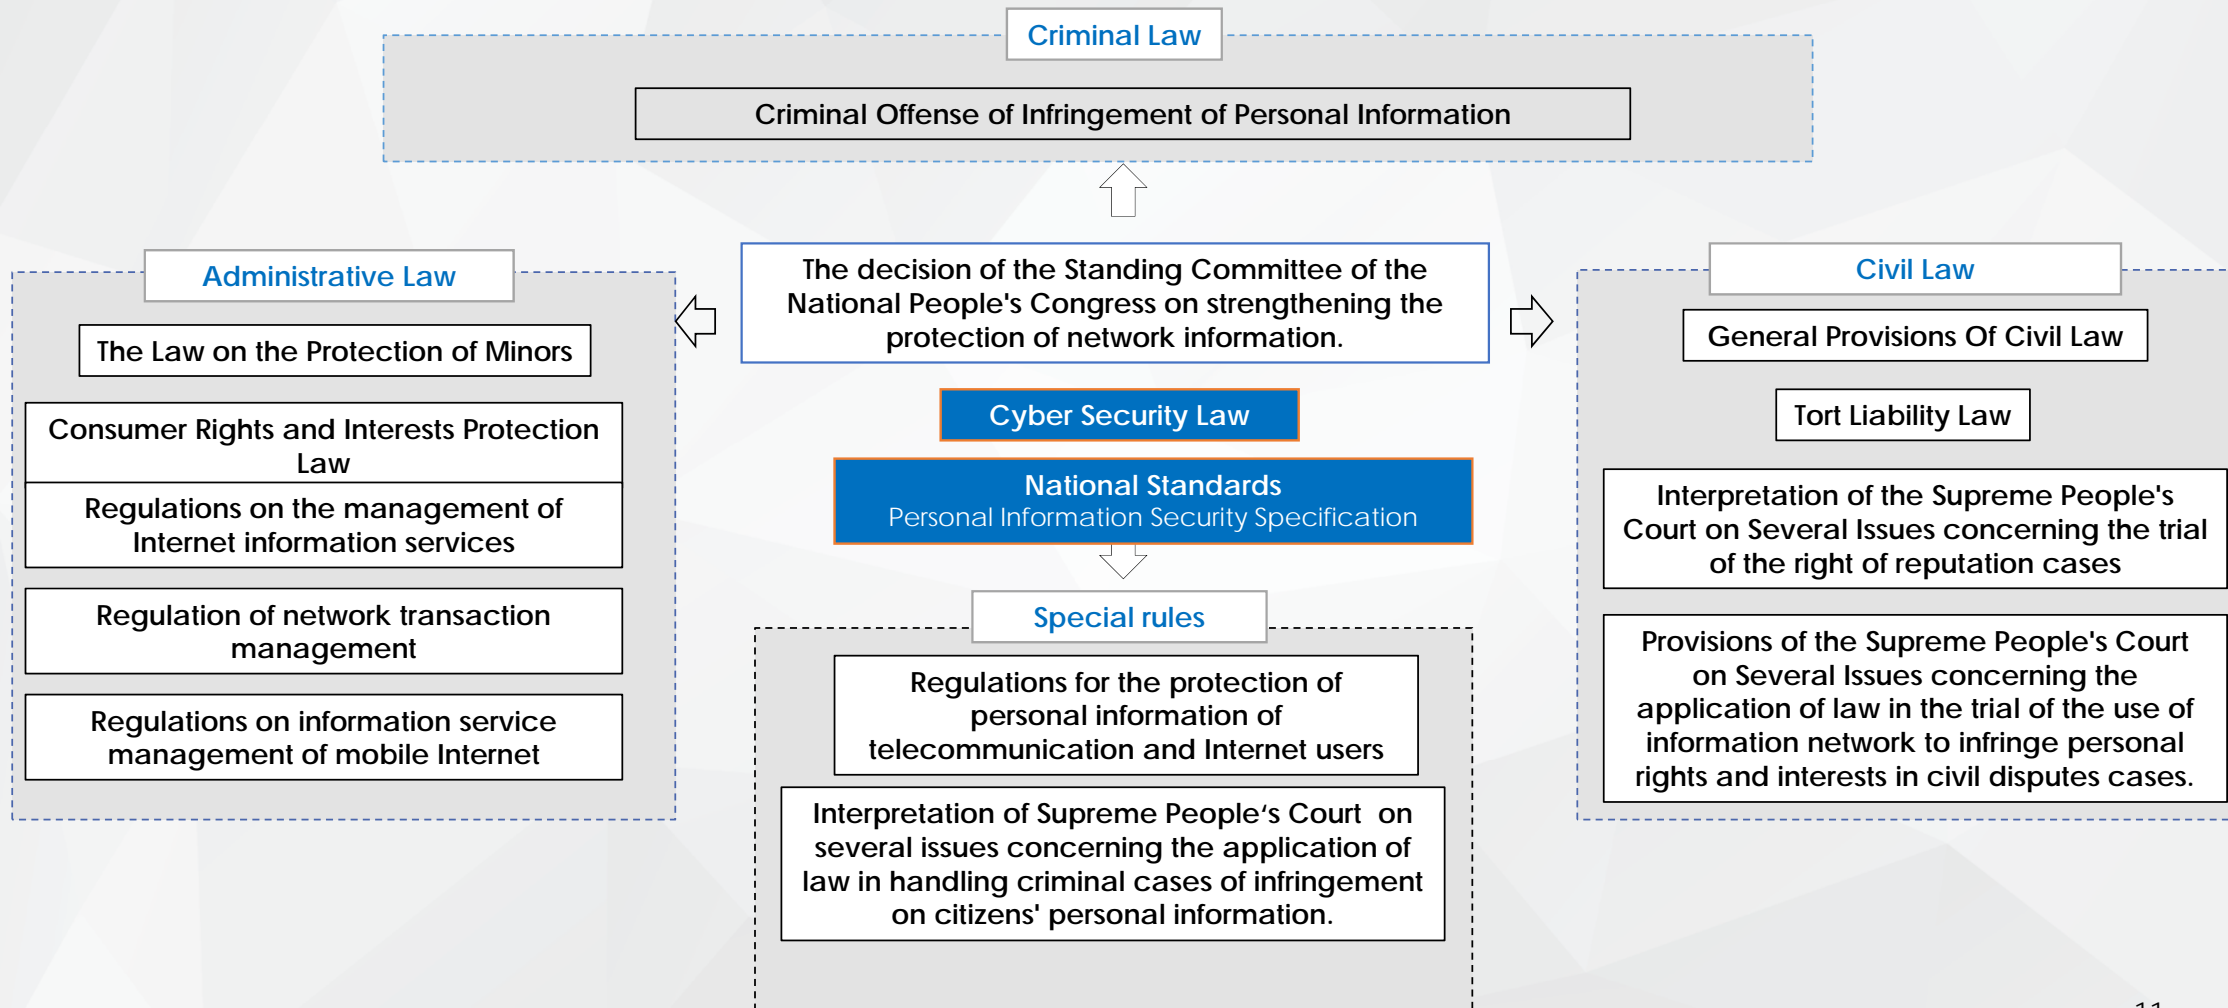 Criminal Law
Criminal Offense of Infringement of Personal Information
Administrative Law
The Law on the Protection of Minors
Consumer Rights and Interests Protection
Law
Regulations on the management of
Internet information services
Regulation of network transaction
management
Regulations on information service
management of mobile Internet
The decision of the Standing Committee of the
National People's Congress on strengthening the
protection of network information.
Cyber Security Law
National Standards
Personal Information Security Specification
Special rules
Regulations for the protection of
personal information of
telecommunication and Internet users
Interpretation of Supreme People‘s Court  on
several issues concerning the application of
law in handling criminal cases of infringement
on citizens' personal information.
Civil Law
General Provisions Of Civil Law
Tort Liability Law
Interpretation of the Supreme People's
Court on Several Issues concerning the trial
of the right of reputation cases
Provisions of the Supreme People's Court
on Several Issues concerning the
application of law in the trial of the use of
information network to infringe personal
rights and interests in civil disputes cases.
11